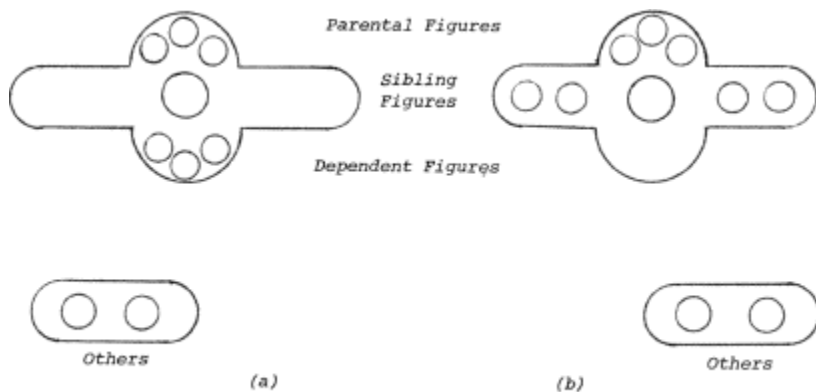 Parental Figures
Sibling
Figures
Dependent Figures
Others
Others
(a)
(b)